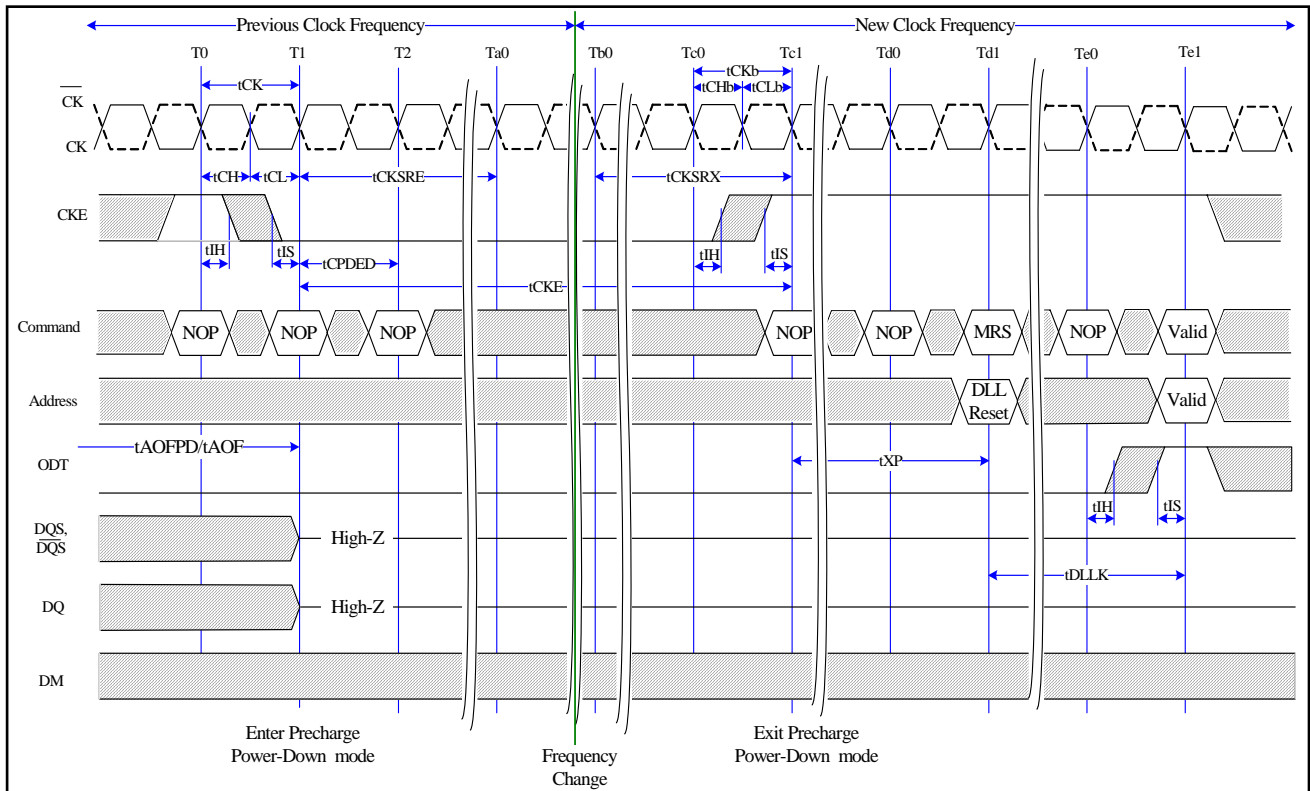 Previous Clock Frequency New Clock Frequency
T0 T1 T2 Ta0 Tb0 Tc0 Tc1 Td0 Td1 Te0 Te1
tCK tCKb
tCHb tCLb
CK
CK
tCH tCL tCKSRE tCKSRX
CKE
tIH tIS tCPDED tIH tIS
tCKE
Command NOP NOP NOP NOP NOP MRS NOP Valid
Address DLL Reset Valid
tAOFPD/tAOF
ODT tXP
tIH tIS
DQS, DQS High-Z
tDLLK
DQ High-Z
DM
Enter Precharge Power-Down mode
Frequency Change
Exit Precharge Power-Down mode